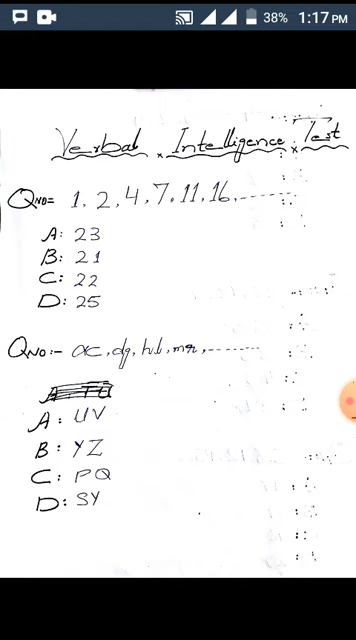 38% 1:17 PM
Verbal Intelligence Test
QNO= 1, 2, 4, 7, 11, 16,
A: 23
B: 21
C: 22
D: 25
QNO:- ac, dg,
A: UV
B: YZ
C: PQ
D: SY